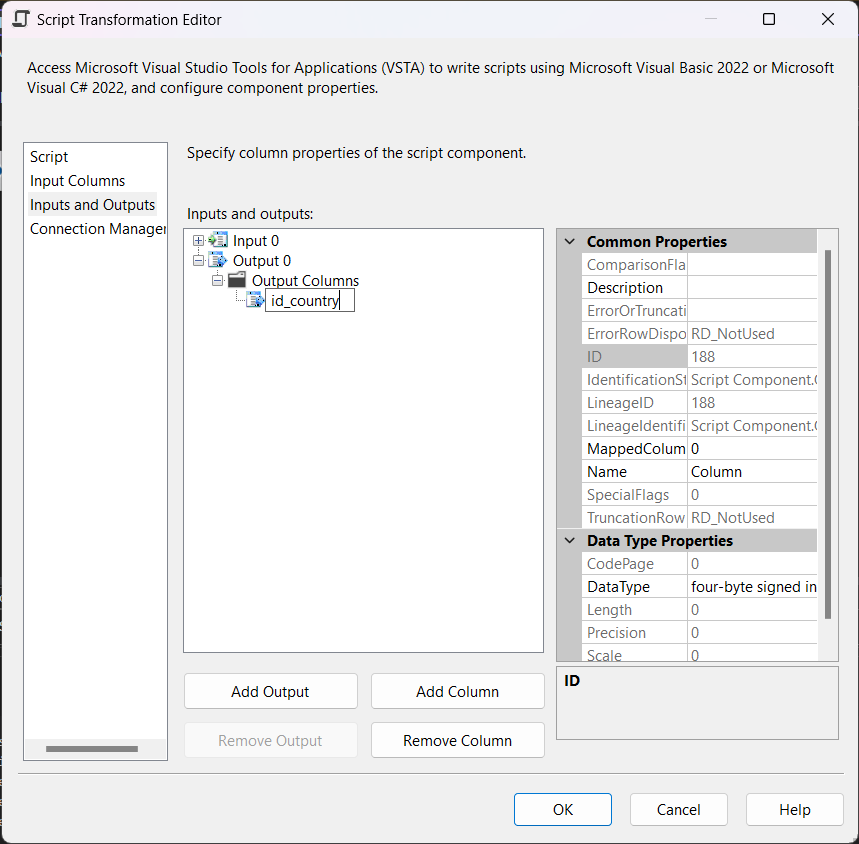 Script Transformation Editor
Access Microsoft Visual Studio Tools for Applications (VSTA) to write scripts using Microsoft Visual Basic 2022 or Microsoft
Visual C# 2022, and configure component properties.
Script
Input Columns
Inputs and Outputs
Connection Manager
Specify column properties of the script component.
Inputs and outputs:
Input 0
Output 0
Output Columns
id_country
Common Properties
ComparisonFla
Description
ErrorOrTruncati
ErrorRowDispo RD_NotUsed
ID 188
IdentificationSt Script Component.
LineageID 188
LineageIdentifi Script Component.
MappedColum 0
Name Column
SpecialFlags 0
TruncationRow RD_NotUsed
Data Type Properties
CodePage 0
DataType four-byte signed in
Length 0
Precision 0
Scale 0
ID
Add Output
Add Column
Remove Output
Remove Column
OK
Cancel
Help